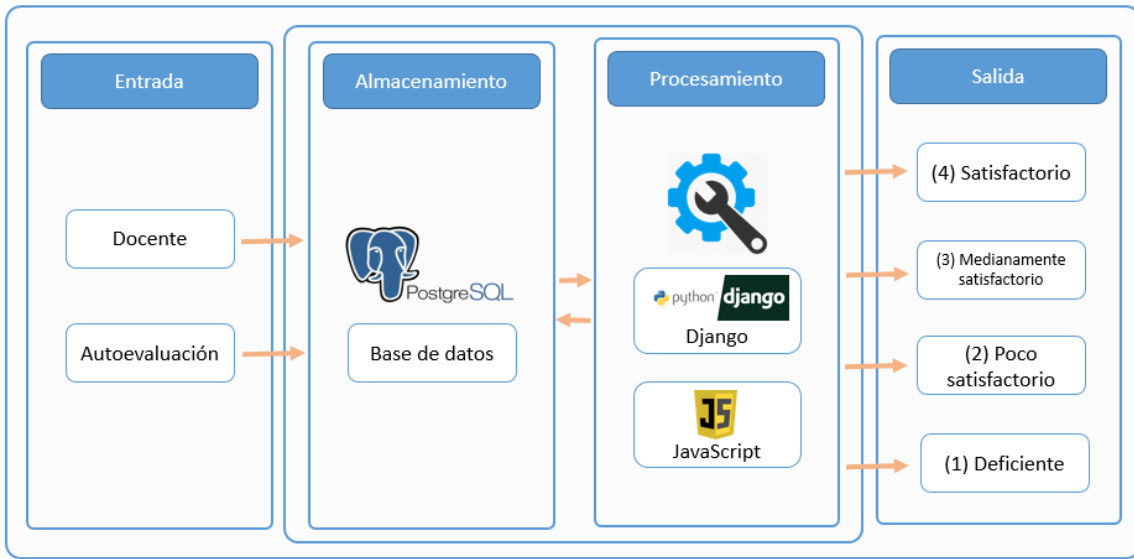 Entrada
Docente
Autoevaluación
Almacenamiento
PostgreSQL
Base de datos
Procesamiento
python django
Django
JS
JavaScript
Salida
(4) Satisfactorio
(3) Medianamente
satisfactorio
(2) Poco
satisfactorio
(1) Deficiente